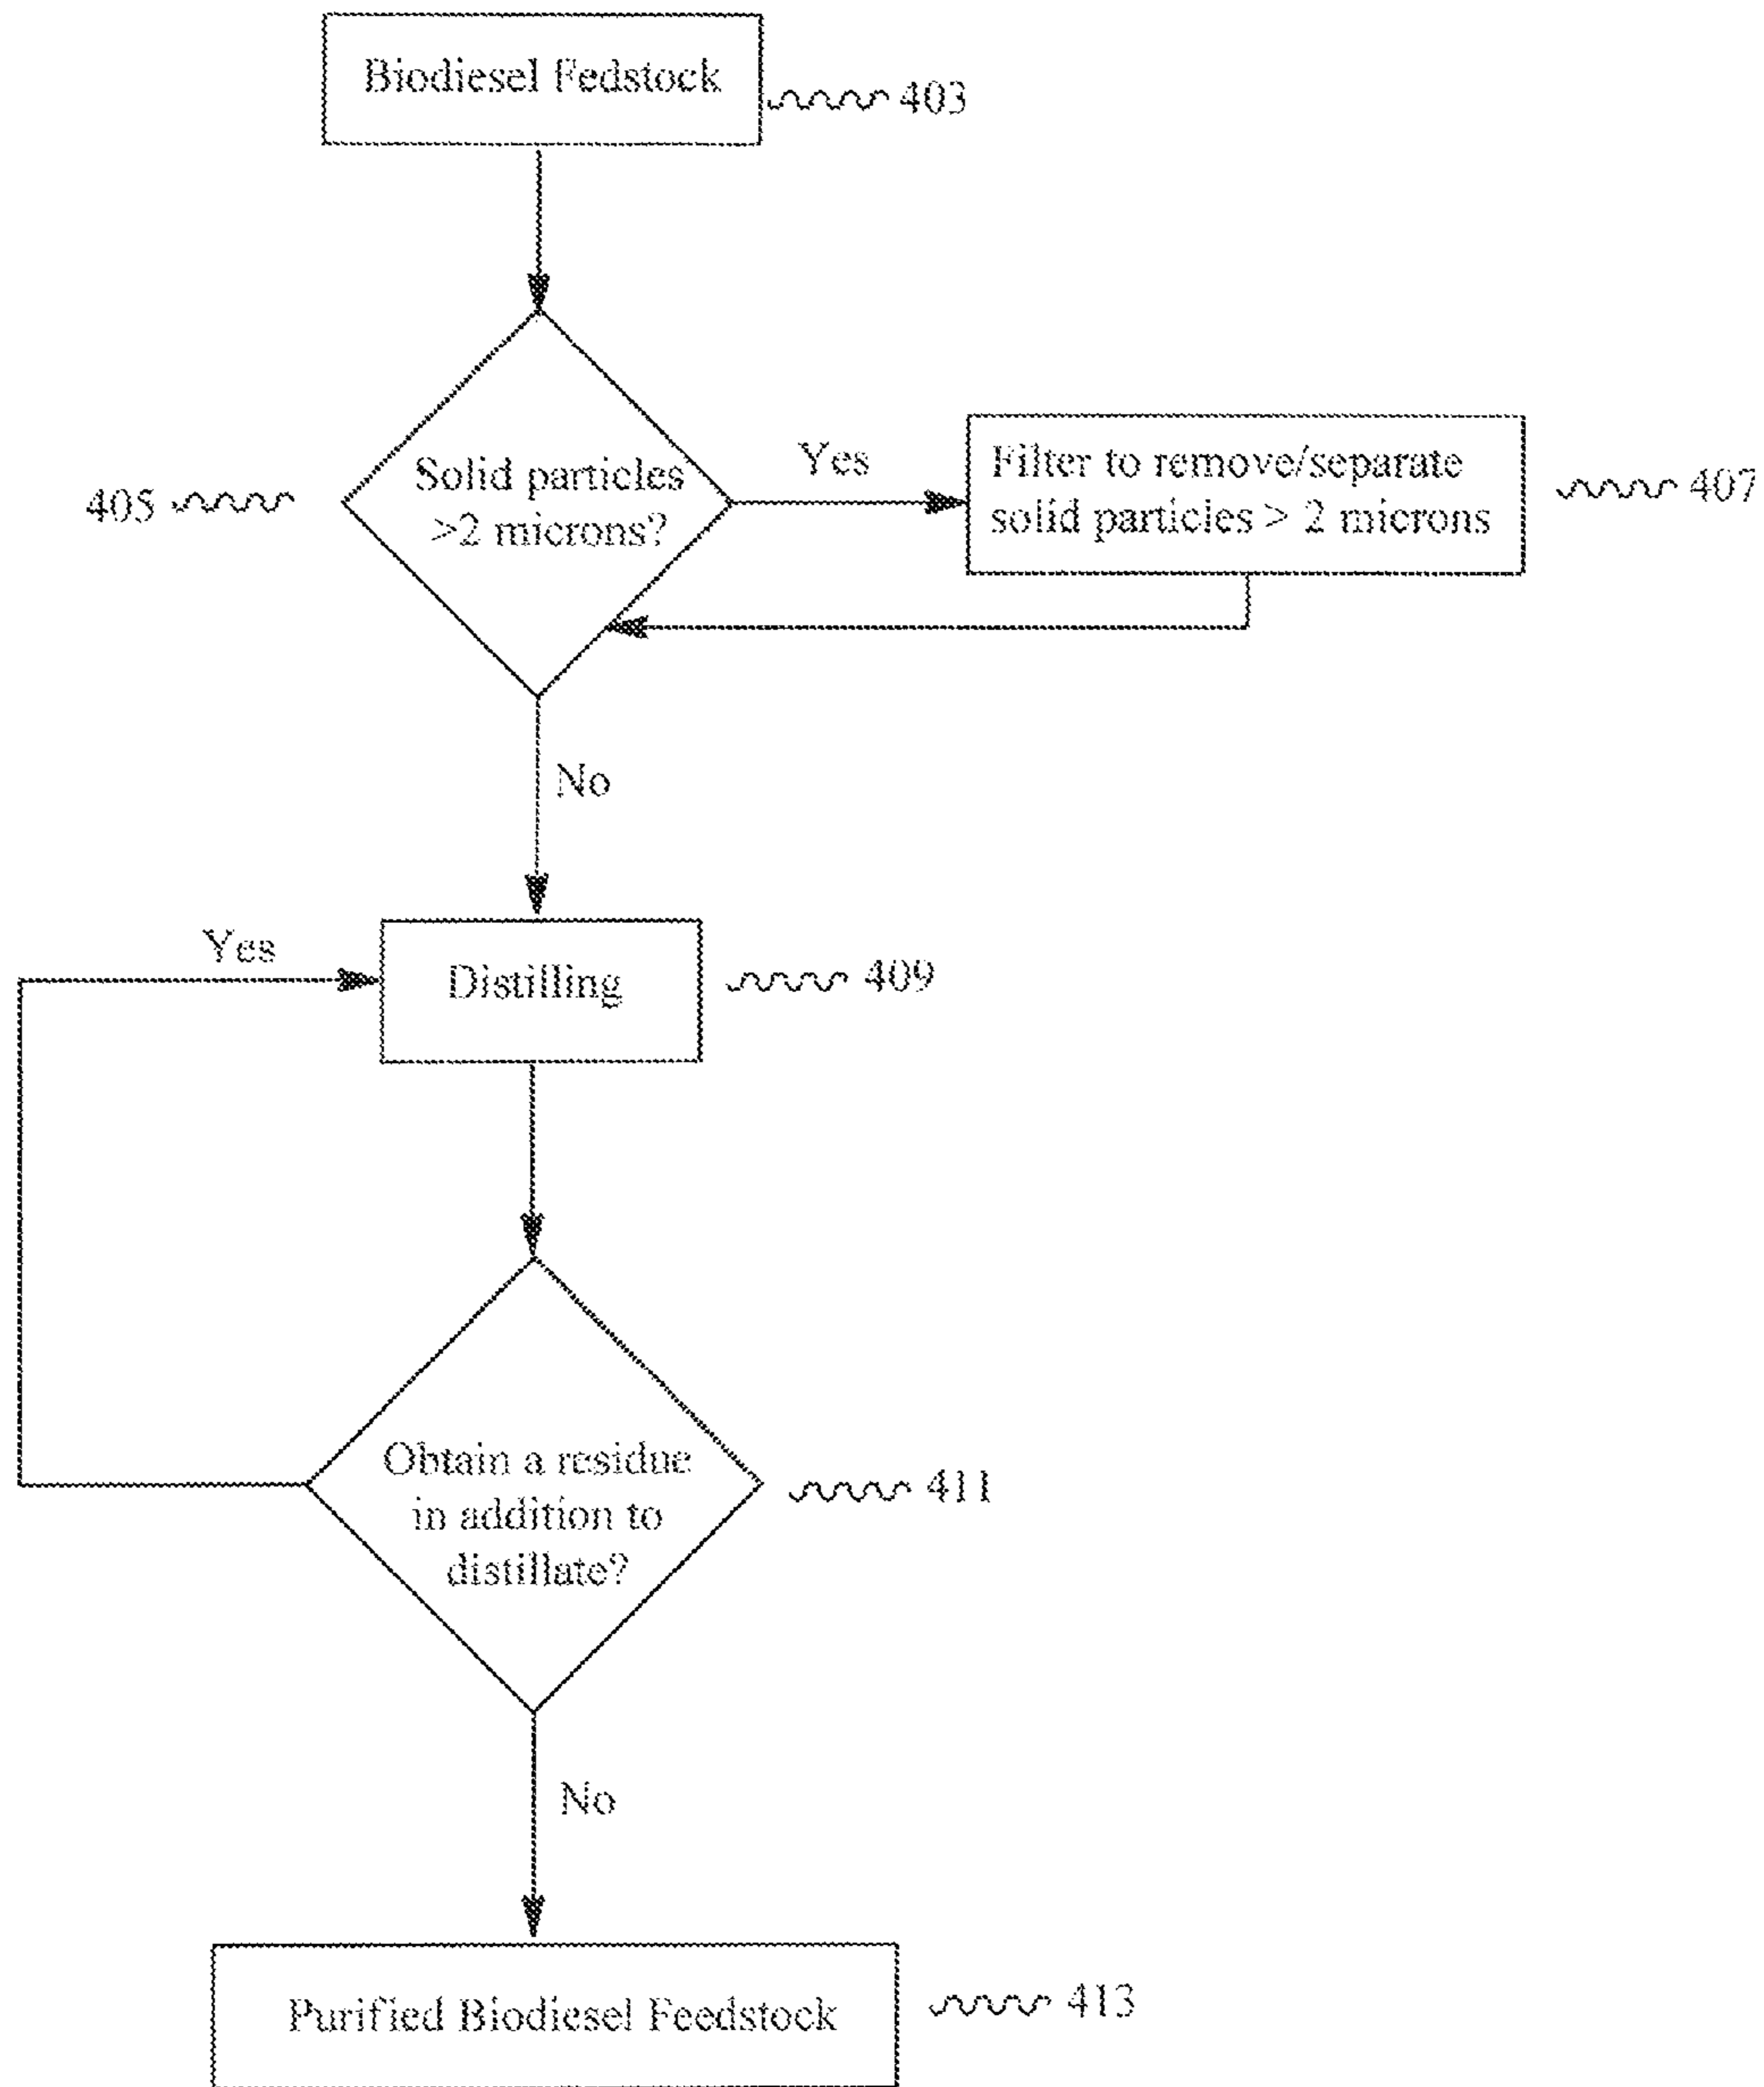 Biodiesel Fedstock
403
Solid particles
>2 microns?
405
Yes
Filter to remove/separate
solid particles > 2 microns
407
No
Yes
Distilling
409
Obtain a residue
in addition to
distillate?
411
No
Purified Biodiesel Feedstock
413